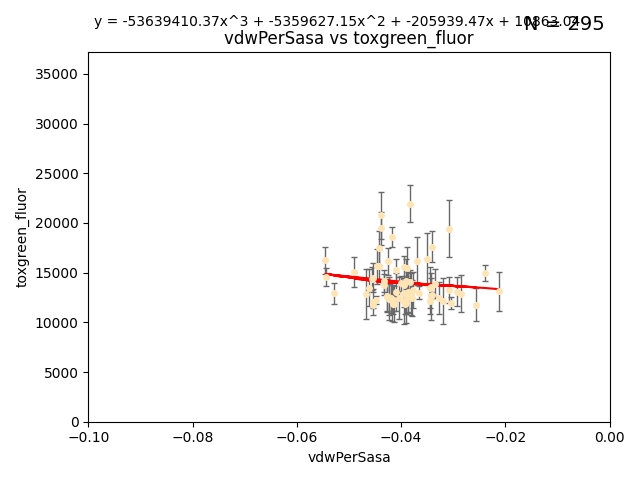 y = -53639410.37x^3 + -5359627.15x^2 + -205939.47x + 10863.04
N = 295
vdwPerSasa vs toxgreen_fluor
35000
30000
25000
20000
15000
10000
5000
0
toxgreen_fluor
−0.10 −0.08 −0.06 −0.04 −0.02 0.00
vdwPerSasa